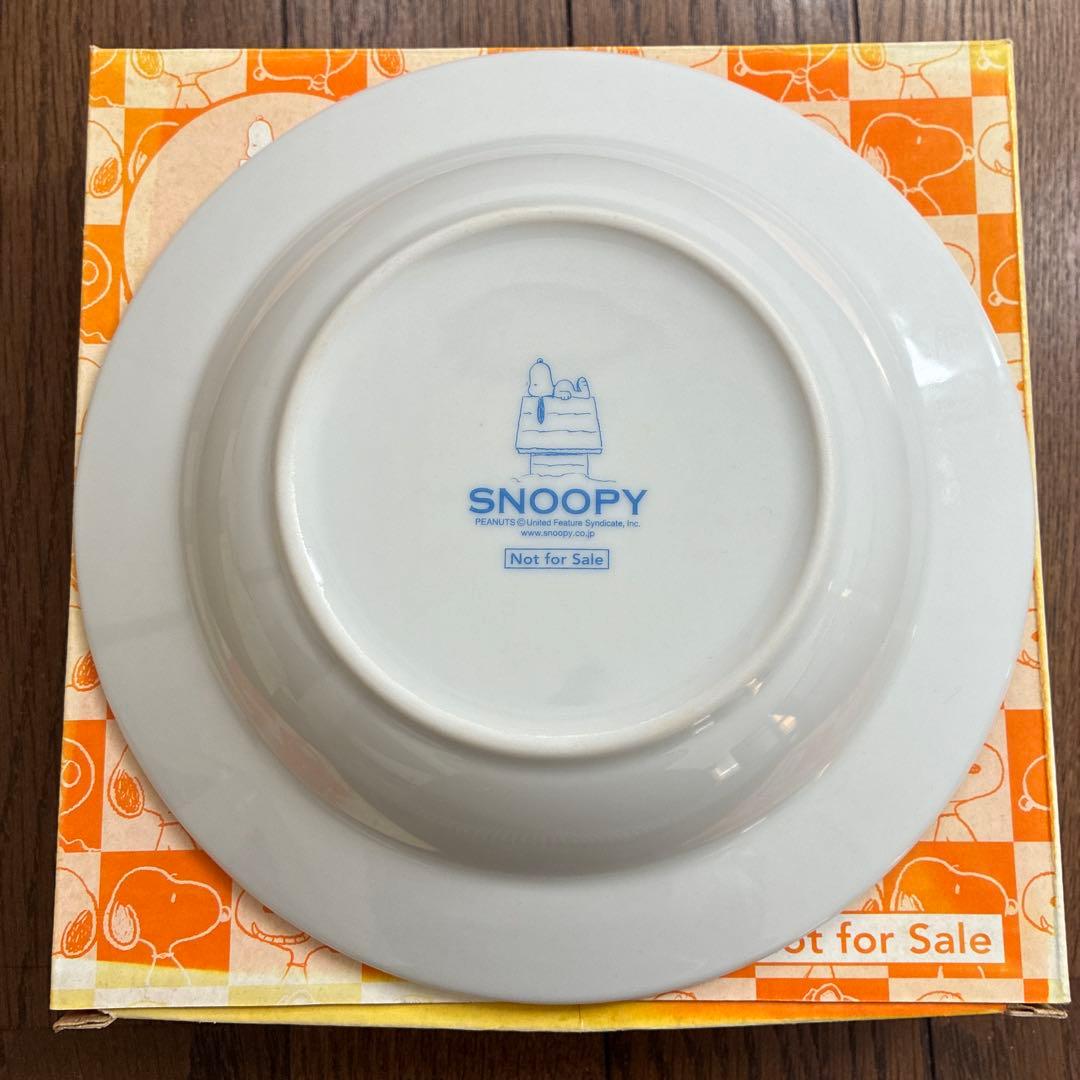 SNOOPY
PEANUTS © United Feature Syndicate, Inc.
www.snoopy.co.jp
Not for Sale
ot for Sale